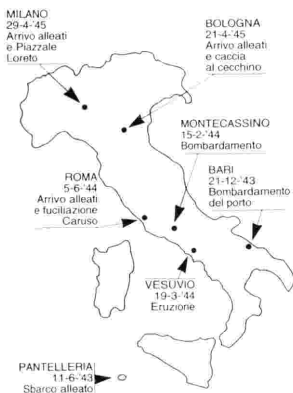 MILANO
29-4-'45
Arrivo alleati
e Piazzale
Loreto
BOLOGNA
21-4-'45
Arrivo alleati
e caccia
al cecchino
MONTECASSINO
15-2-'44
Bombardamento
ROMA
5-6-'44
Arrivo alleati
e fuciliazione
Caruso
BARI
21-12-'43
Bombardamento
del porto
VESUVIO
19-3-'44
Eruzione
PANTELLERIA
11-6-'43
Sbarco alleato